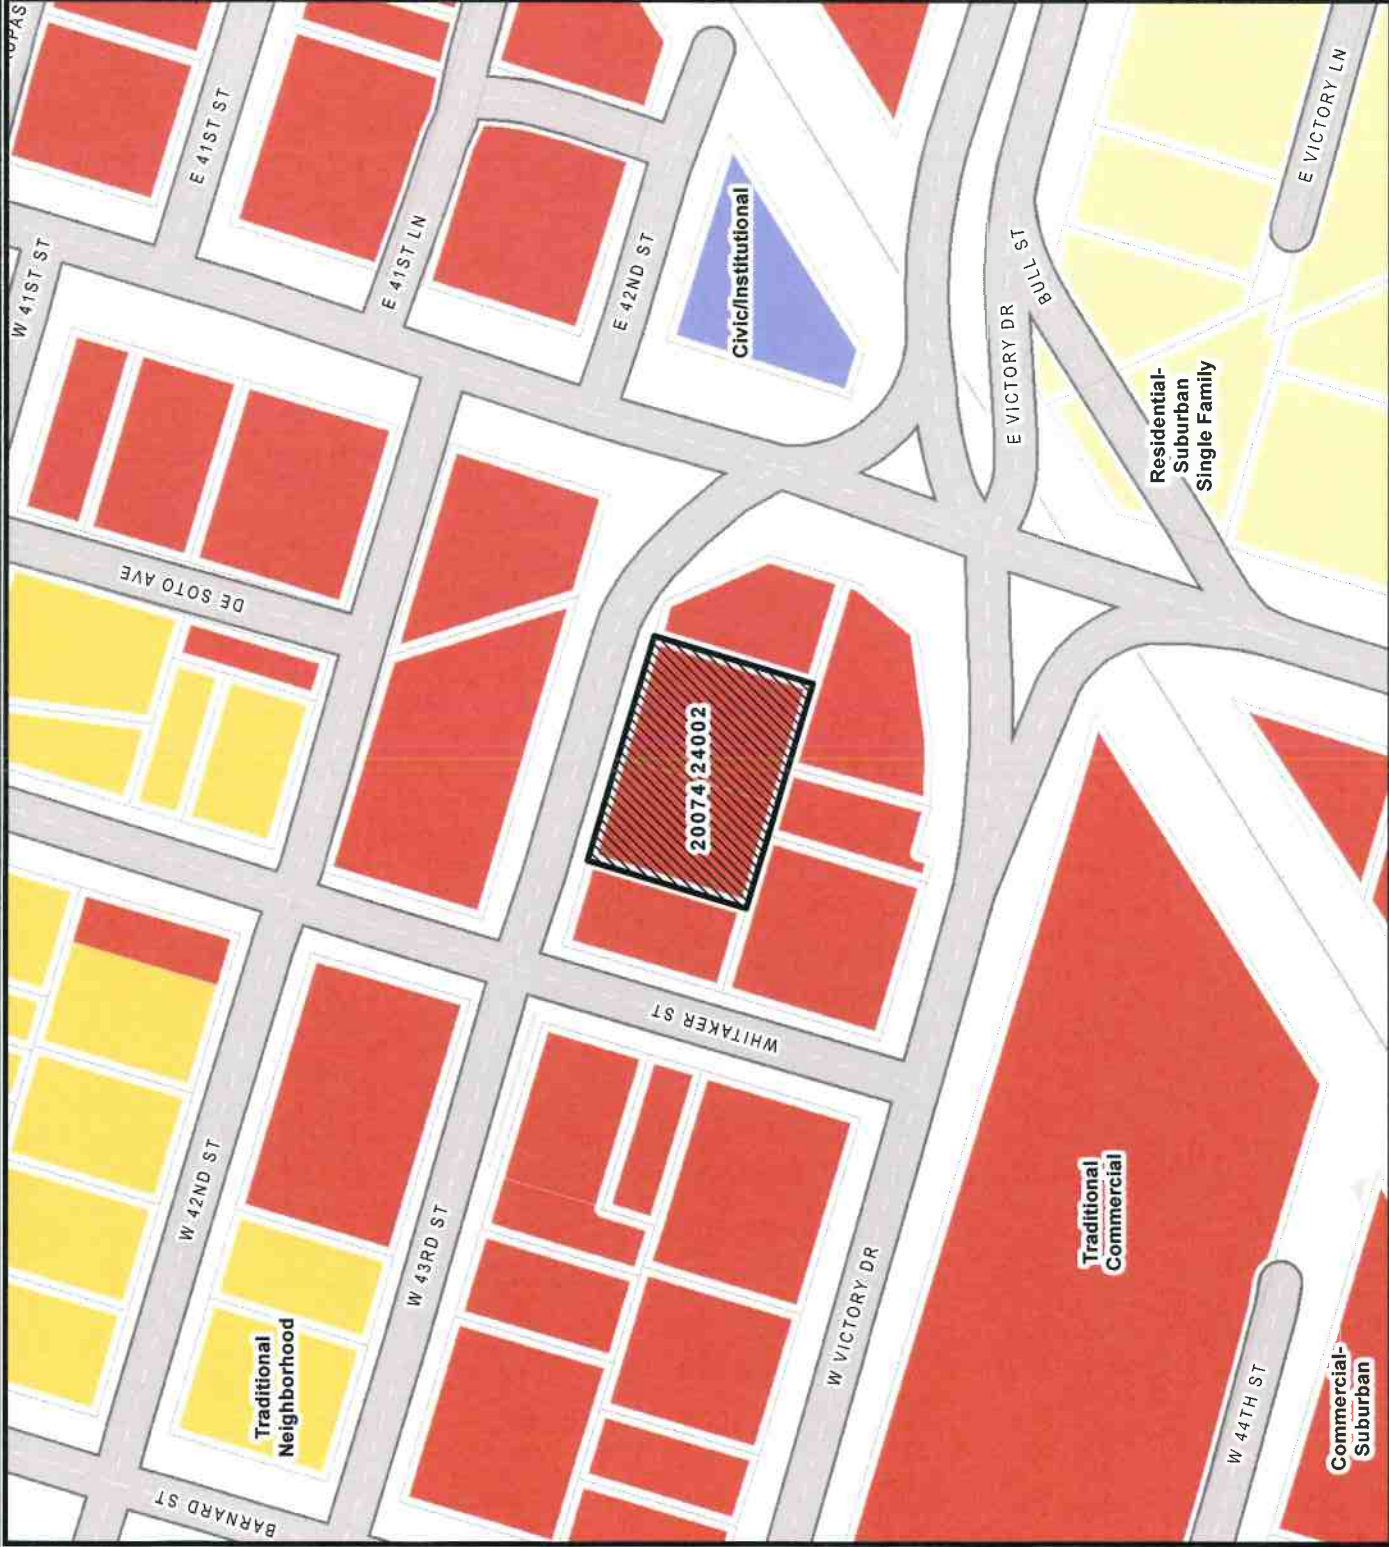 W 41ST ST
E 41ST ST
E 41ST LN
E 42ND ST
Civic/Institutional
E VICTORY LN
BULL ST
E VICTORY DR
Residential-
Suburban
Single Family
DE SOTO AVE
20074 24002
WHITAKER ST
W 42ND ST
W 43RD ST
W VICTORY DR
Traditional
Commercial
Traditional
Neighborhood
BARNARD ST
W 44TH ST
Commercial-
Suburban